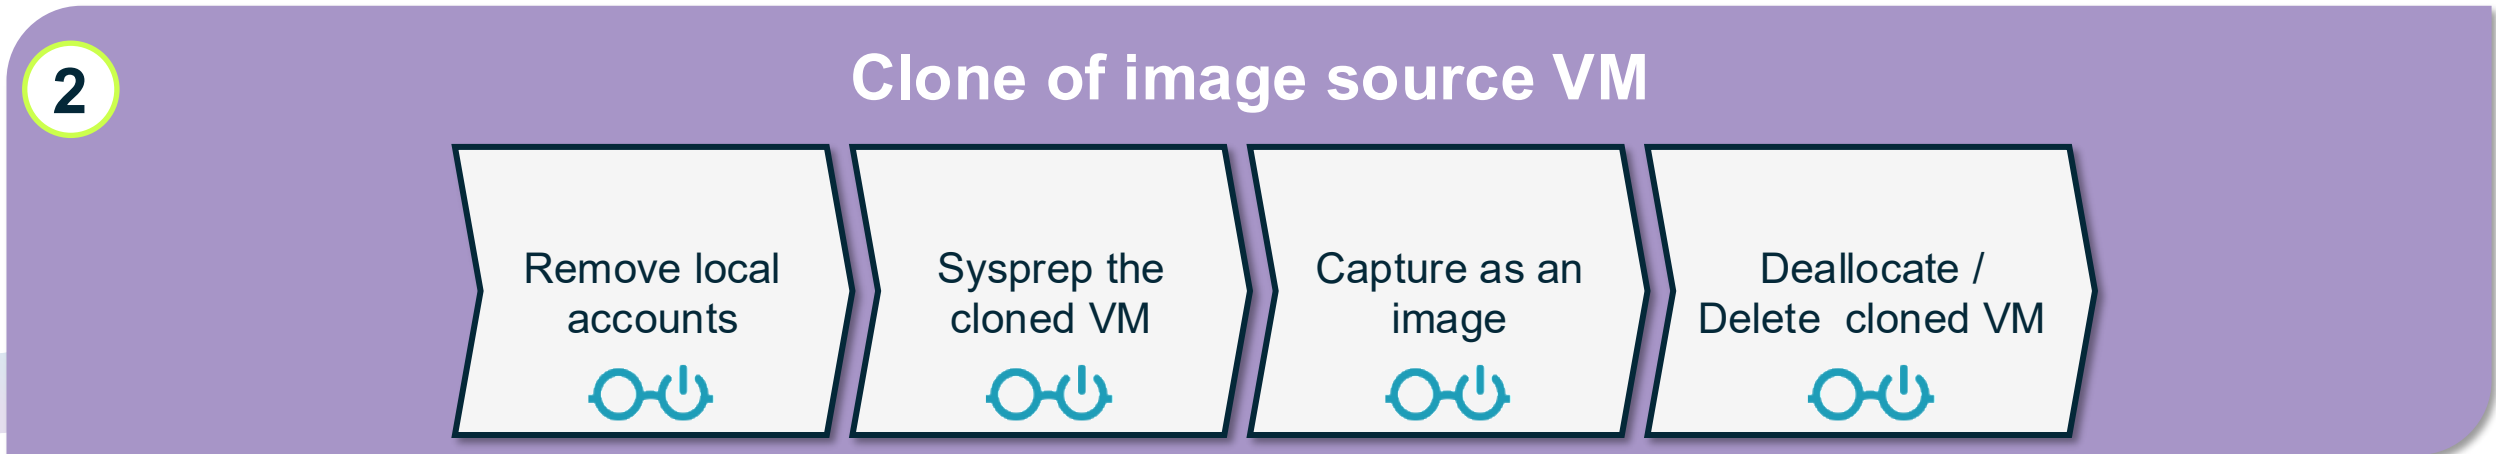 2
Clone of image source VM
Remove local
accounts
Sysprep the
cloned VM
Capture as an
image
Deallocate /
Delete  cloned VM